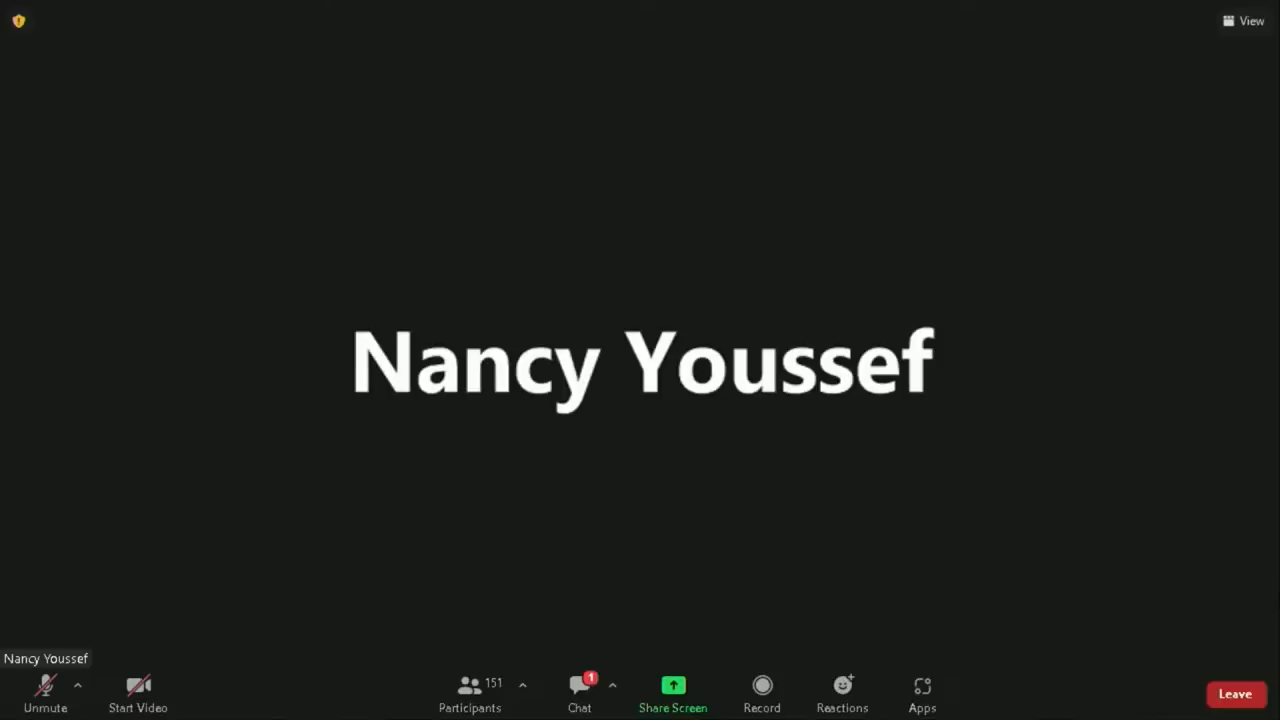 View
Nancy Youssef
Nancy Youssef
Unmute
Start Video
151
Participants
1
Chat
Share Screen
Record
Reactions
Apps
Leave